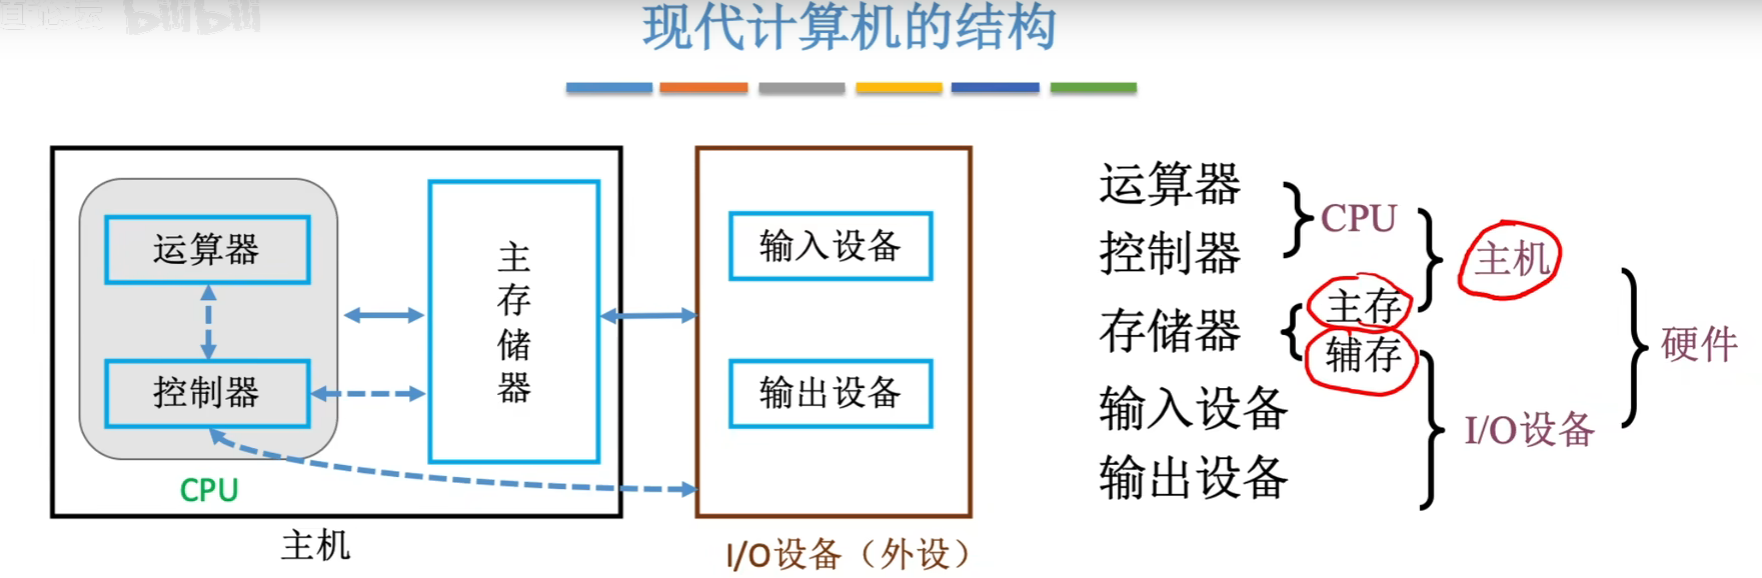 bilibili
现代计算机的结构
运算器
控制器
CPU
主存储器
主机
输入设备
输出设备
I/O设备（外设）
运算器
控制器
CPU
存储器
主存
辅存
主机
输入设备
输出设备
I/O设备
硬件